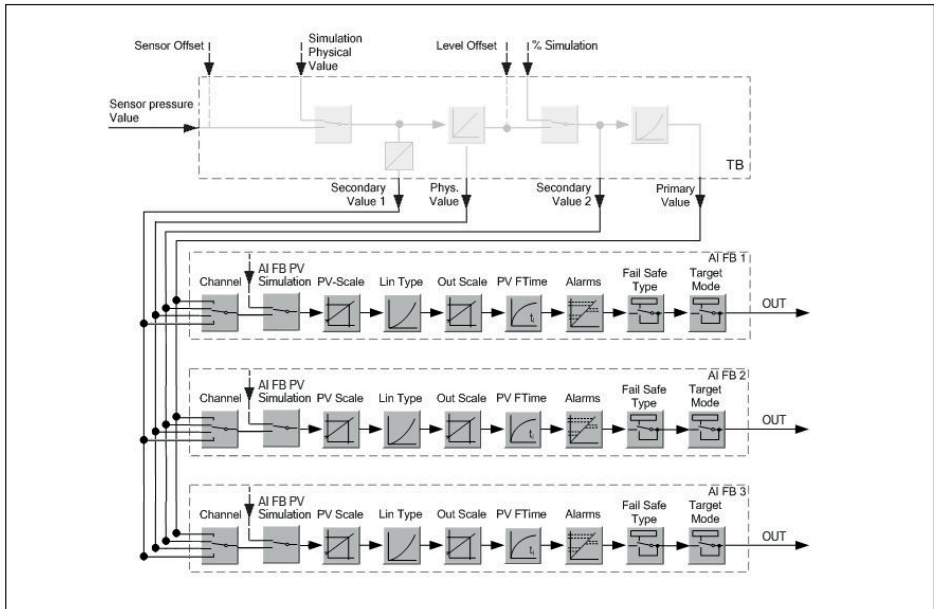 Sensor Offset
Simulation
Physical
Value
Level Offset
% Simulation
Sensor pressure
Value
TB
Secondary
Value 1
Phys.
Value
Secondary
Value 2
Primary
Value
AI FB 1
Channel
AI FB PV
Simulation
PV-Scale
Lin Type
Out Scale
PV FTime
Alarms
Fail Safe
Type
Target
Mode
OUT
t₁
AI FB 2
Channel
AI FB PV
Simulation
PV Scale
Lin Type
Out Scale
PV FTime
Alarms
Fail Safe
Type
Target
Mode
OUT
t₁
AI FB 3
Channel
AI FB PV
Simulation
PV Scale
Lin Type
Out Scale
PV FTime
Alarms
Fail Safe
Type
Target
Mode
OUT
t₁